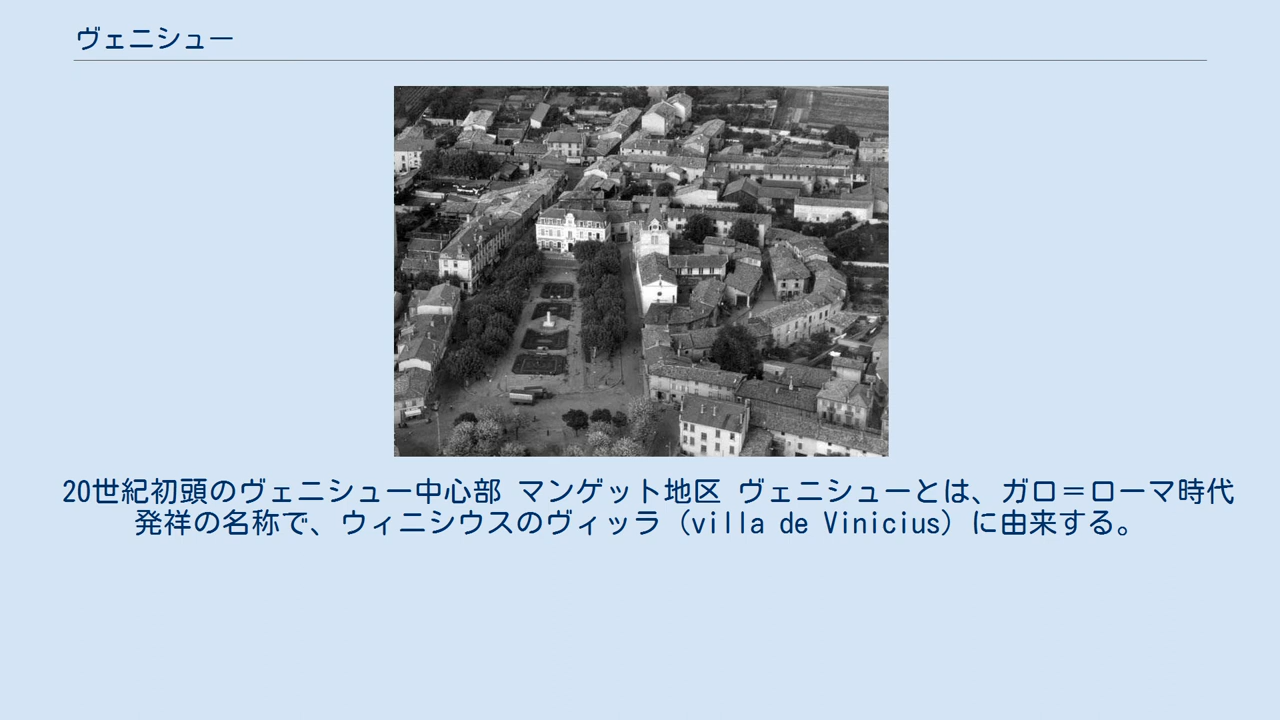 ヴェニシュー
20世紀初頭のヴェニシュー中心部 マンゲット地区 ヴェニシューとは、ガロ＝ローマ時代
発祥の名称で、ウィニシウスのヴィッラ（villa de Vinicius）に由来する。